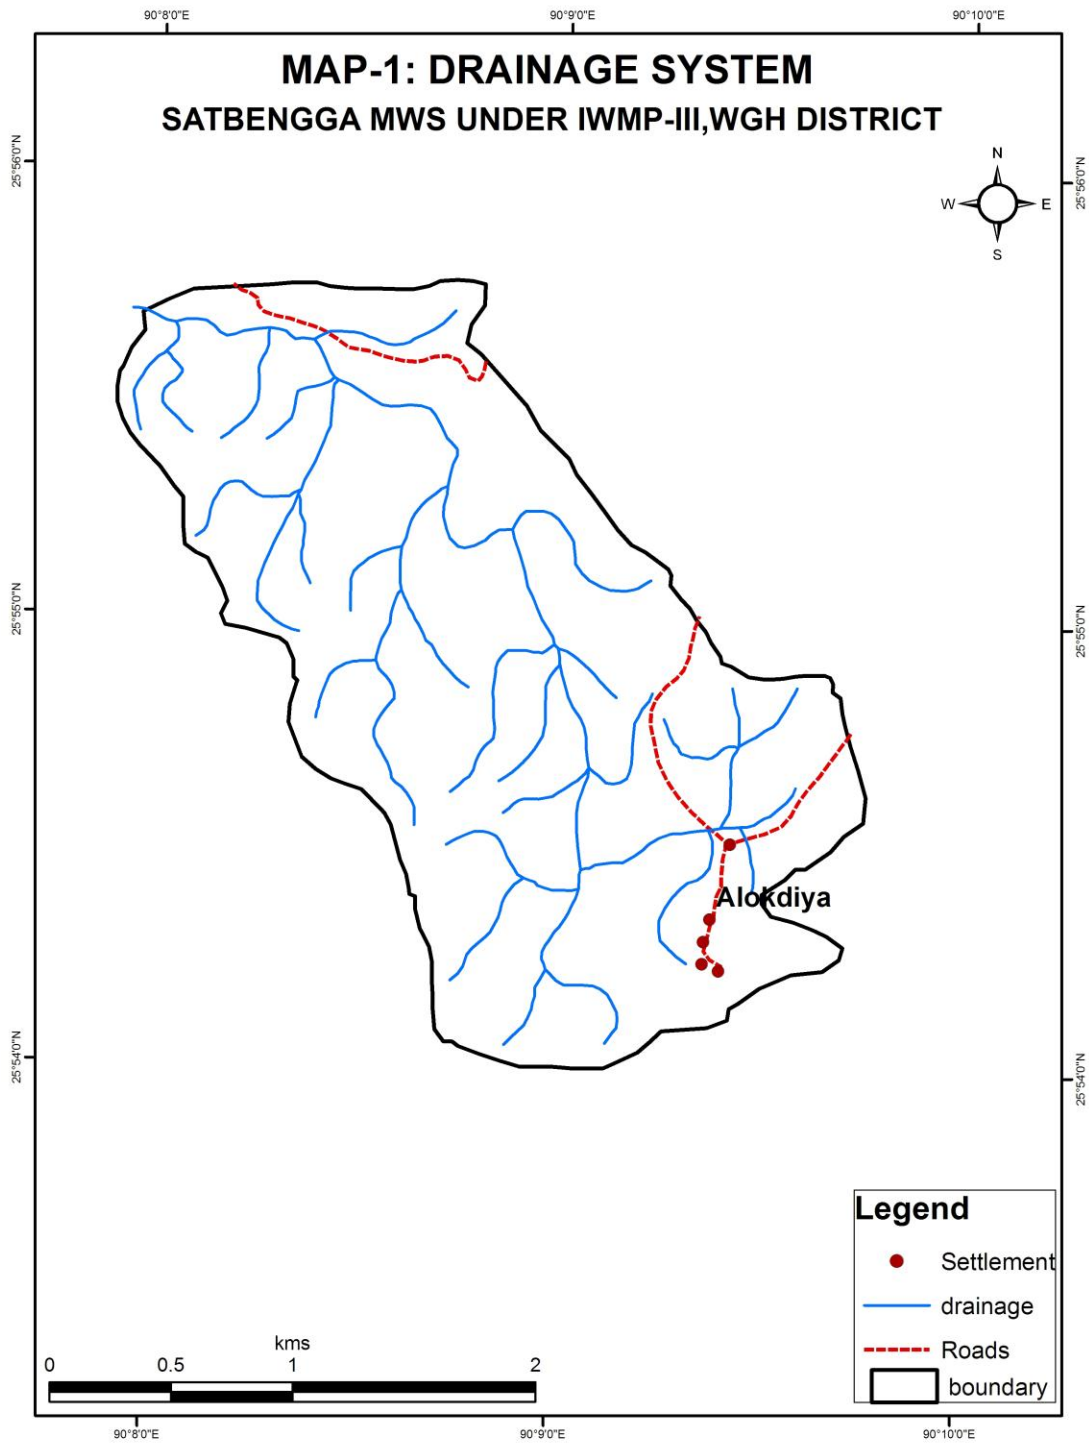 90°8'0"E 90°9'0"E 90°10'0"E
MAP-1: DRAINAGE SYSTEM
SATBENGGA MWS UNDER IWMP-III,WGH DISTRICT
25°56'0"N
25°56'0"N
N
W E
S
25°55'0"N
25°55'0"N
Alokdiya
25°54'0"N
25°54'0"N
Legend
Settlement
drainage
Roads
boundary
kms
0 0.5 1 2
90°8'0"E 90°9'0"E 90°10'0"E